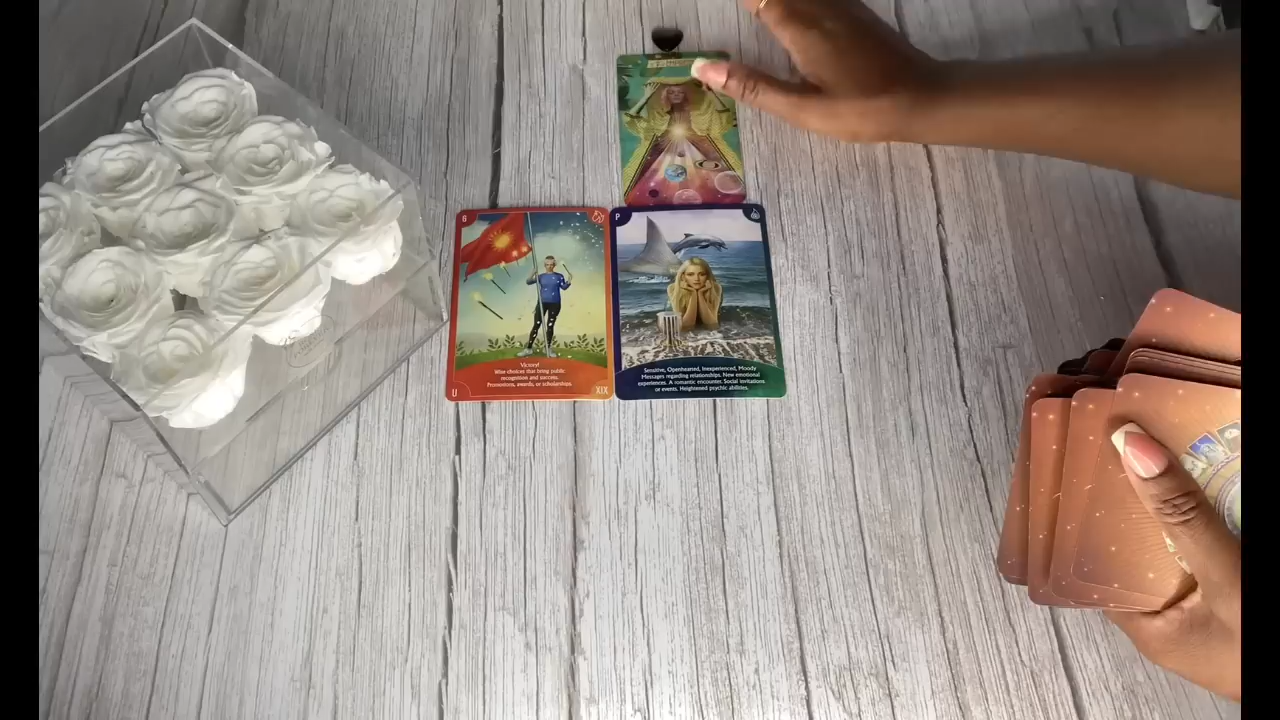 6
Victory!
Wise choices that bring public
recognition and success.
Promotions, awards, or scholarships.
U
XIX
P
Sensitive, Openhearted, Inexperienced, Moody
Messages regarding relationships. New emotional
experiences. A romantic encounter. Social invitations
or events. Heightened psychic abilities.